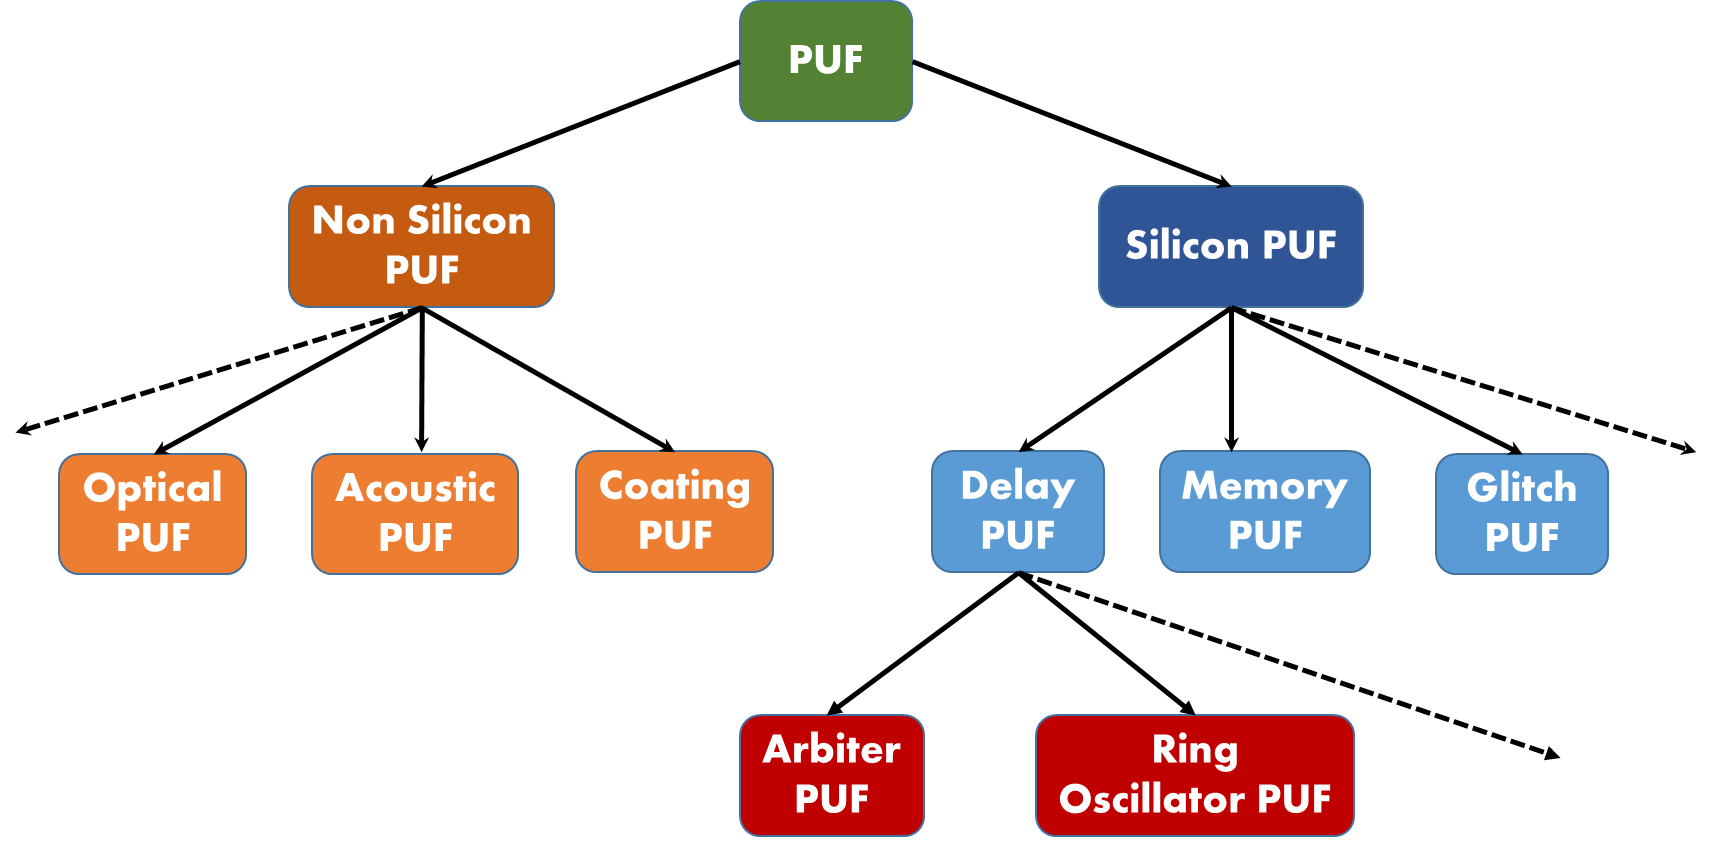 PUF
Non Silicon
PUF
Silicon PUF
Optical
PUF
Acoustic
PUF
Coating
PUF
Delay
PUF
Memory
PUF
Glitch
PUF
Arbiter
PUF
Ring
Oscillator PUF